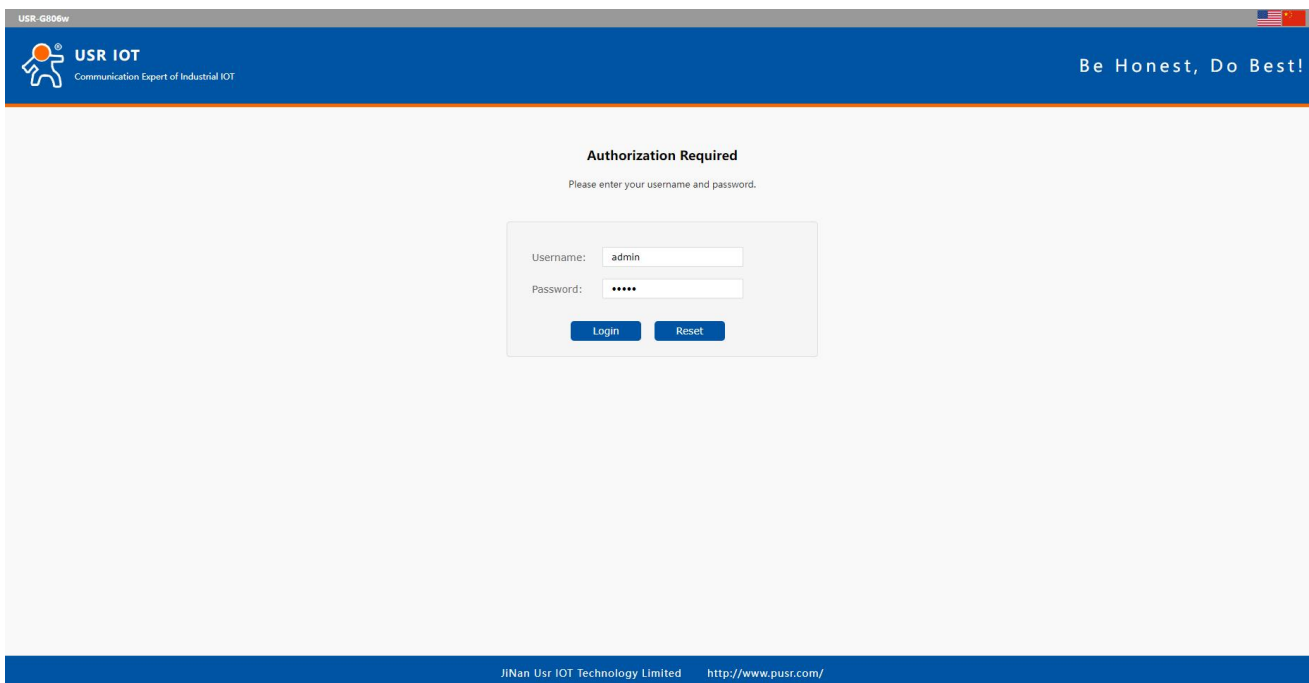 USR-G806w
USR IOT
Communication Expert of Industrial IOT
Be Honest, Do Best!
Authorization Required
Please enter your username and password.
Username: admin
Password: •••••
Login Reset
JiNan Usr IOT Technology Limited http://www.pusr.com/